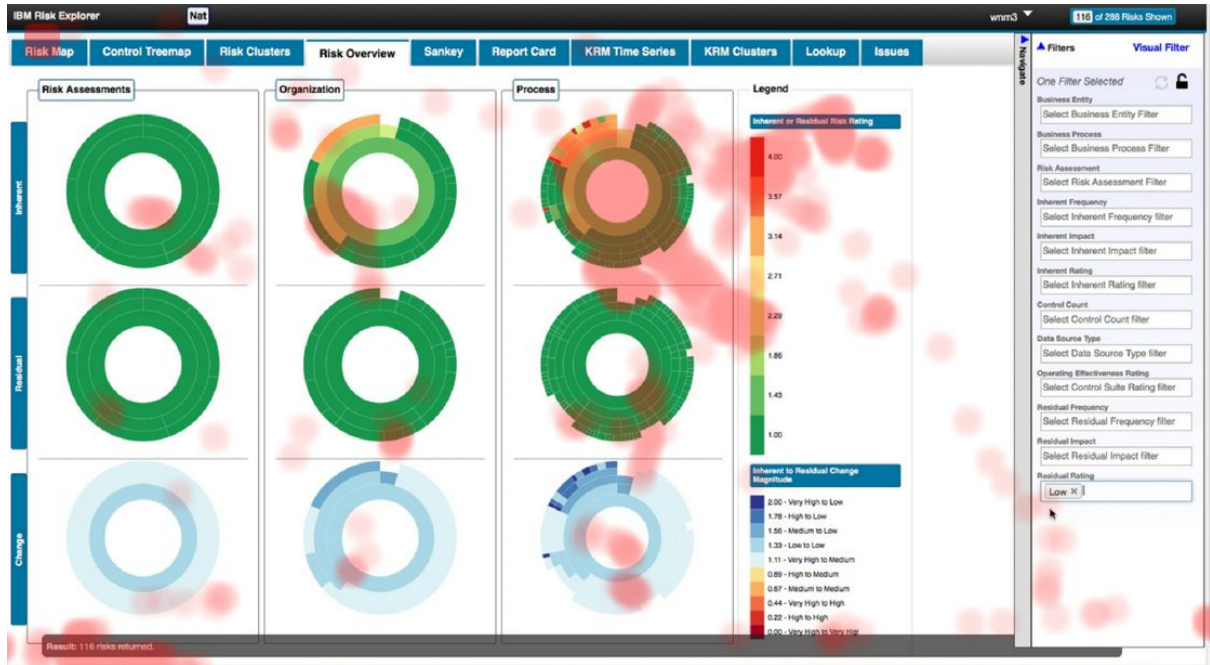 IBM Risk Explorer
Nat
wnm3
116 of 288 Risks Shown
Risk Map
Control Treemap
Risk Clusters
Risk Overview
Sankey
Report Card
KRM Time Series
KRM Clusters
Lookup
Issues
Navigate
Filters
Visual Filter
Risk Assessments
Organization
Process
Legend
Inherent
Residual
Change
Inherent or Residual Risk Rating
4.00
3.57
3.14
2.71
2.29
1.86
1.43
1.00
Inherent to Residual Change
Magnitude
2.00 - Very High to Low
1.78 - High to Low
1.56 - Medium to Low
1.33 - Low to Low
1.11 - Very High to Medium
0.89 - High to Medium
0.67 - Medium to Medium
0.44 - Very High to High
0.22 - High to High
0.00 - Very High to Very High
One Filter Selected
Business Entity
Select Business Entity Filter
Business Process
Select Business Process Filter
Risk Assessment
Select Risk Assessment Filter
Inherent Frequency
Select Inherent Frequency filter
Inherent Impact
Select Inherent Impact filter
Inherent Rating
Select Inherent Rating filter
Control Count
Select Control Count filter
Data Source Type
Select Data Source Type filter
Operating Effectiveness Rating
Select Control Suite Rating filter
Residual Frequency
Select Residual Frequency filter
Residual Impact
Select Residual Impact filter
Residual Rating
Low
Result: 116 risks returned.